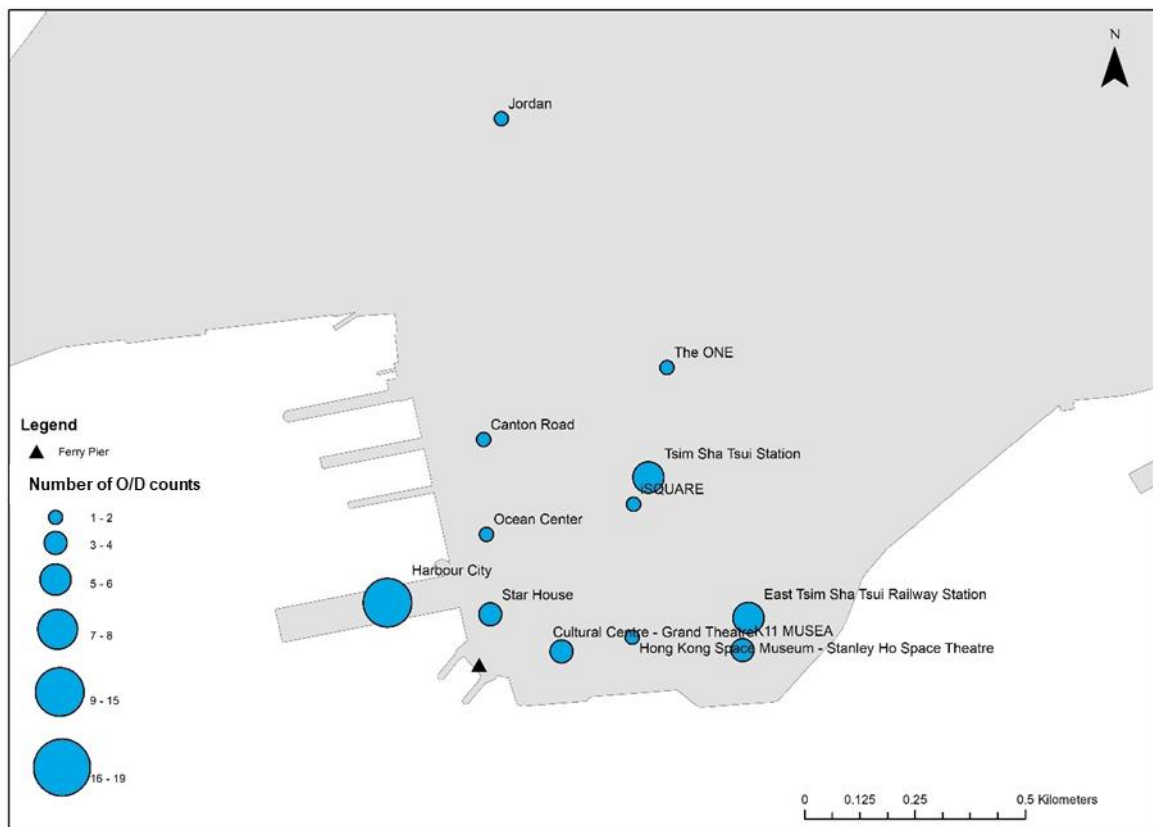 N
Jordan
The ONE
Canton Road
Legend
Ferry Pier
Tsim Sha Tsui Station
Number of O/D counts
iSQUARE
1 - 2
Ocean Center
3 - 4
5 - 6
Harbour City
Star House
East Tsim Sha Tsui Railway Station
7 - 8
Cultural Centre - Grand Theatre
K11 MUSEA
Hong Kong Space Museum - Stanley Ho Space Theatre
9 - 15
16 - 19
0 0.125 0.25 0.5 Kilometers